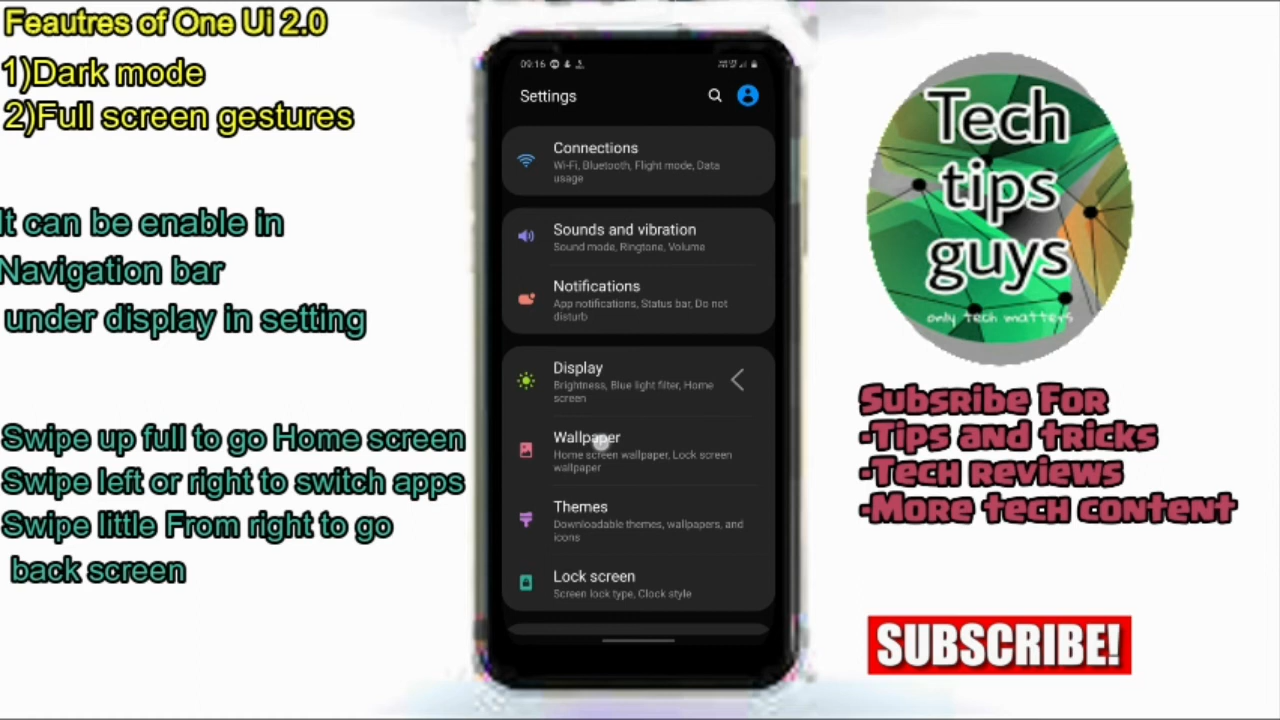 Feautres of One Ui 2.0
1)Dark mode
2)Full screen gestures
It can be enable in
Navigation bar
under display in setting
Swipe up full to go Home screen
Swipe left or right to switch apps
Swipe little From right to go
back screen
09:16
Settings
Connections
Wi-Fi, Bluetooth, Flight mode, Data
usage
Sounds and vibration
Sound mode, Ringtone, Volume
Notifications
App notifications, Status bar, Do not
disturb
Display
Brightness, Blue light filter, Home
screen
Wallpaper
Home screen wallpaper, Lock screen
wallpaper
Themes
Downloadable themes, wallpapers, and
icons
Lock screen
Screen lock type, Clock style
Tech
tips
guys
only tech matters
Subsribe For
-Tips and tricks
-Tech reviews
-More tech content
SUBSCRIBE!